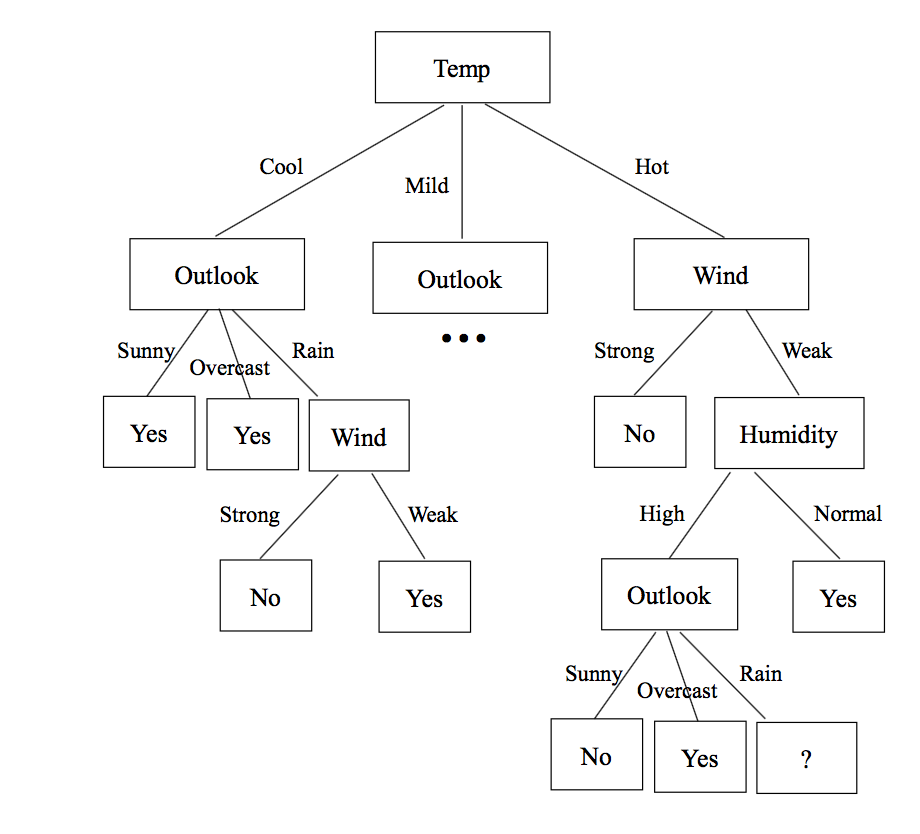 Temp
Cool
Mild
Hot
Outlook
Outlook
Wind
•••
Sunny
Overcast
Rain
Strong
Weak
Yes
Yes
Wind
No
Humidity
Strong
Weak
High
Normal
No
Yes
Outlook
Yes
Sunny
Overcast
Rain
No
Yes
?